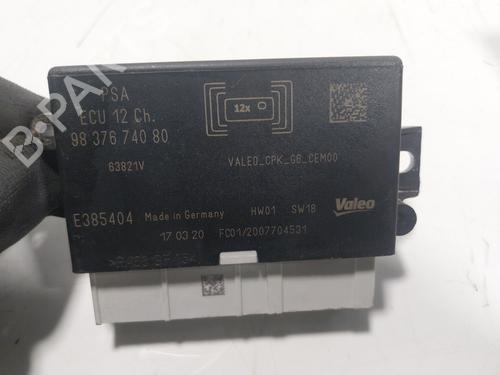 PSA
ECU 12 Ch.
98 376 740 80
63821V
12x
VALEO_CPK_G6_CEM00
E385404 Made in Germany HW01 SW18 Valeo
17 03 20 FC01/2007704531
B-PARTS